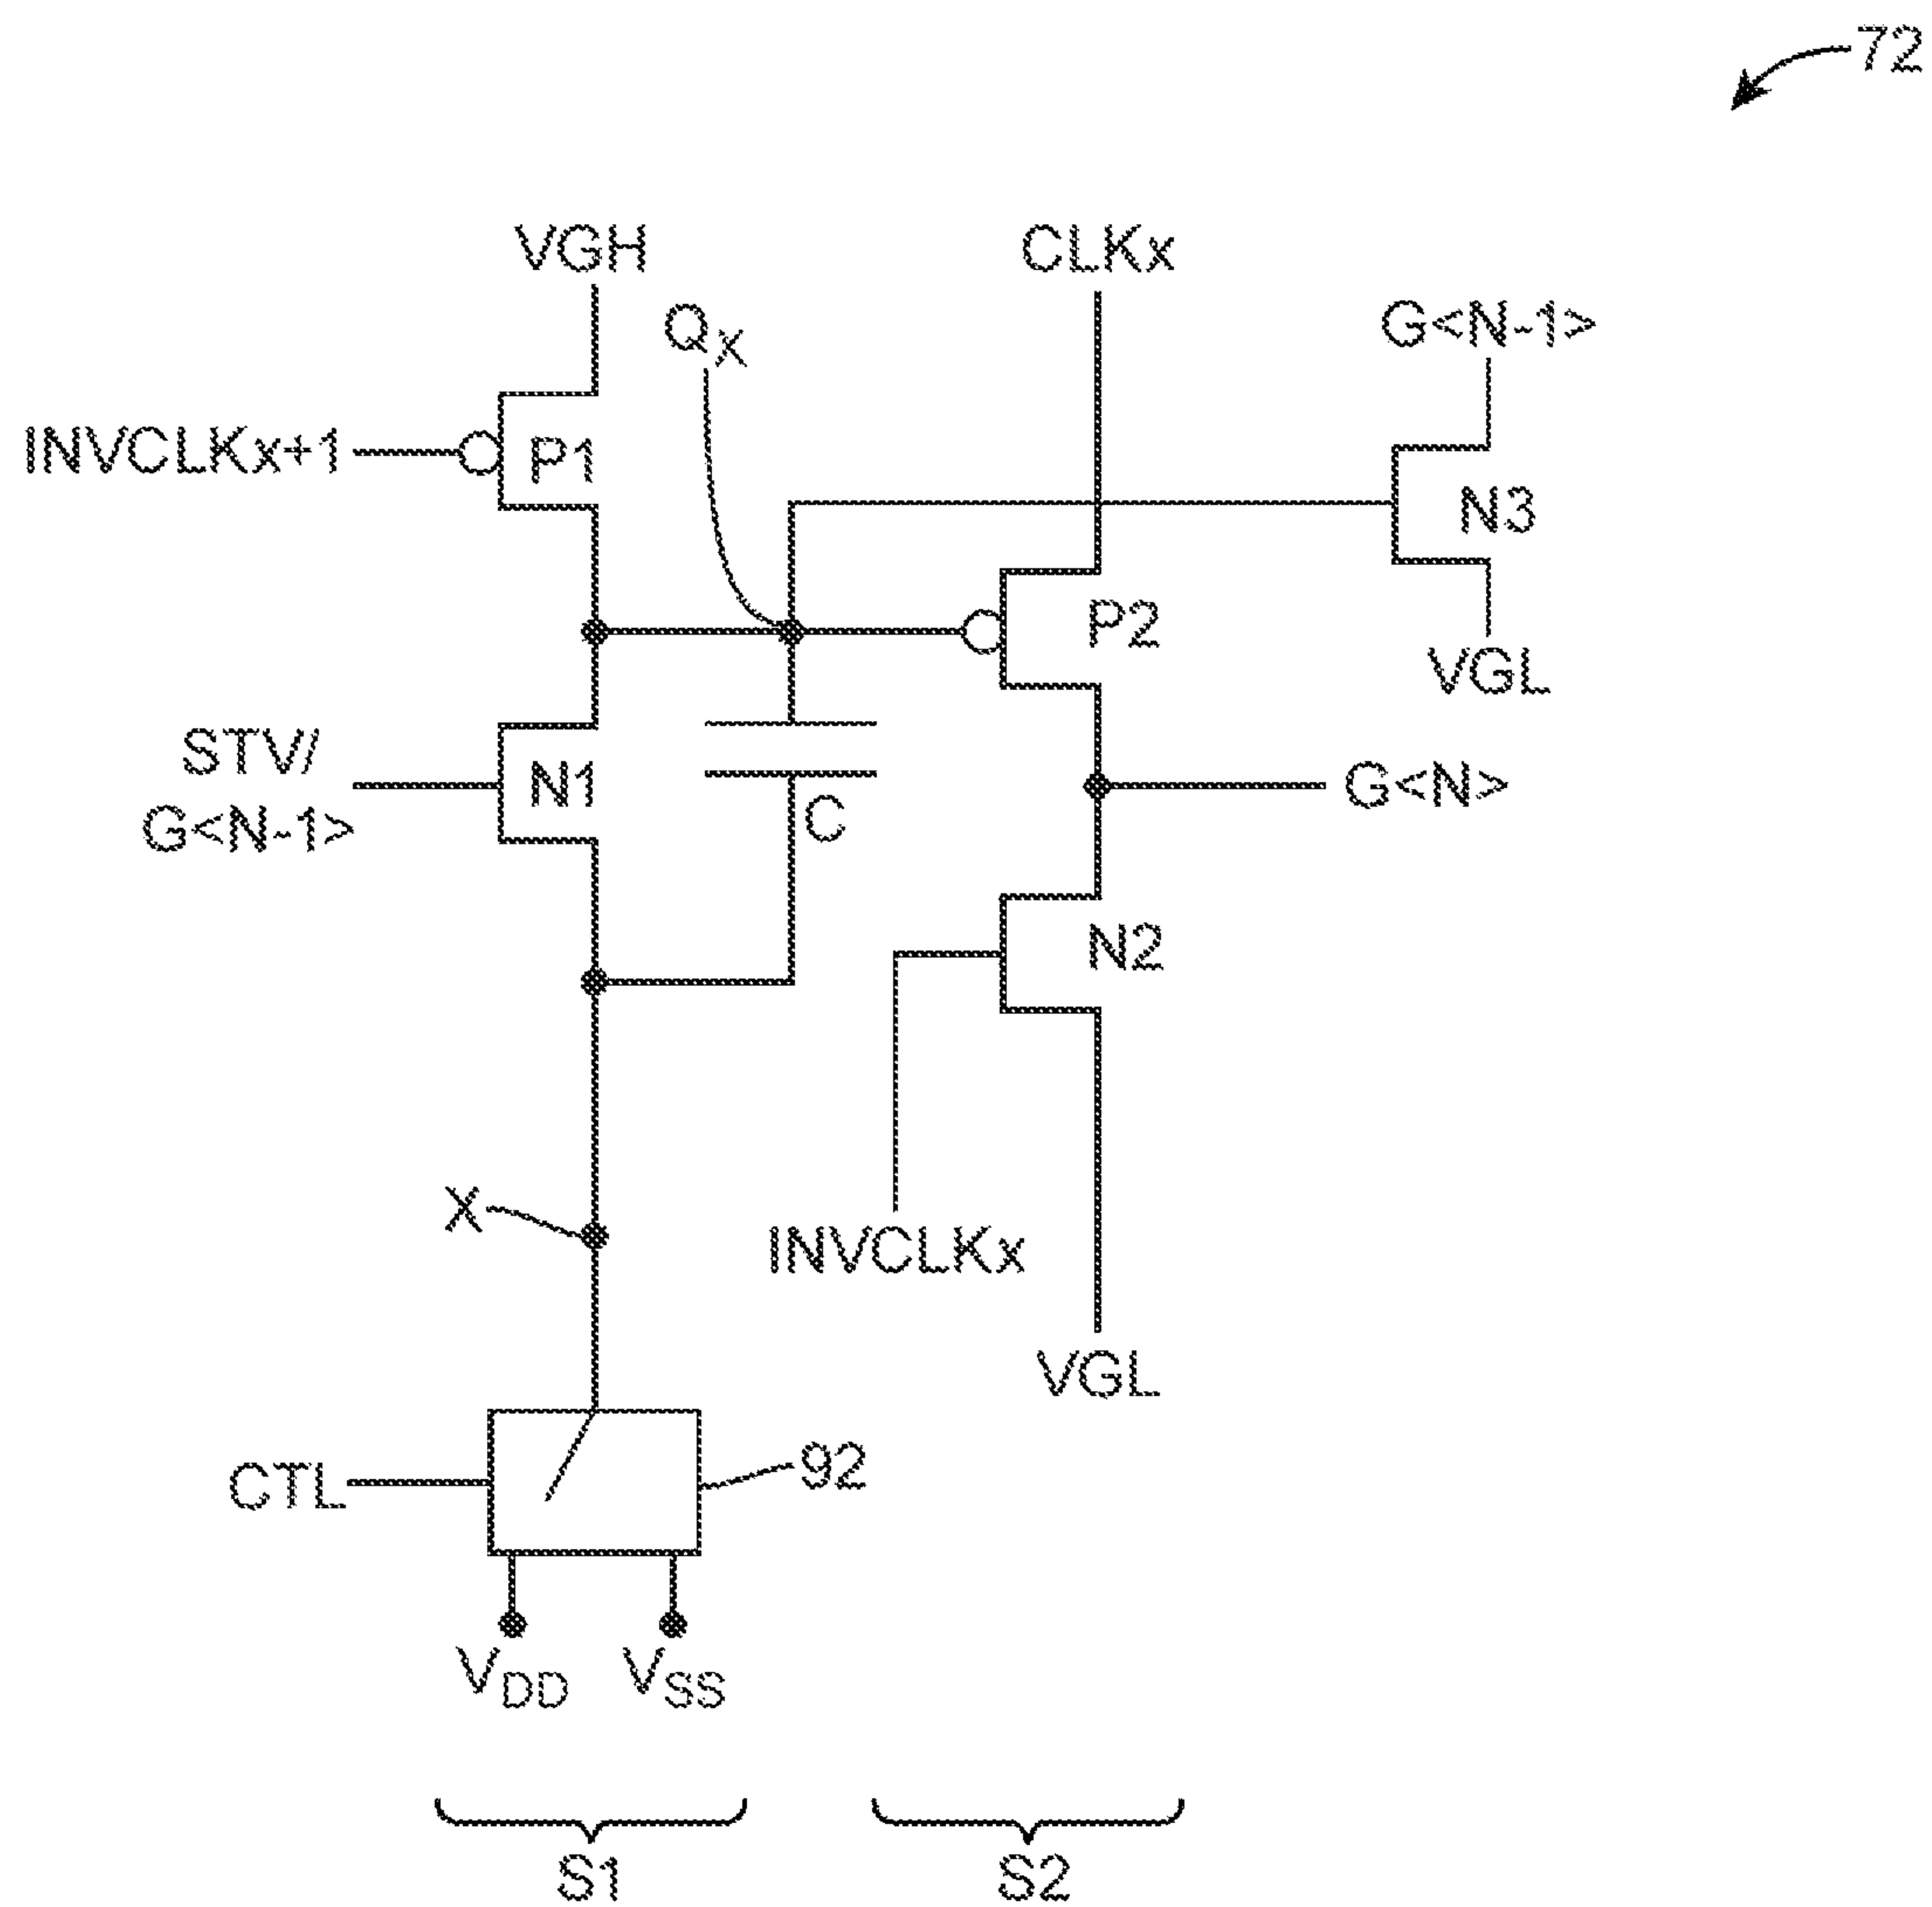 72
VGH
CLKx
QX
G<N-1>
INVCLKx+1
P1
N3
P2
VGL
STV/
G<N-1>
N1
C
G<N>
N2
X
INVCLKx
VGL
CTL
92
VDD
VSS
S1
S2